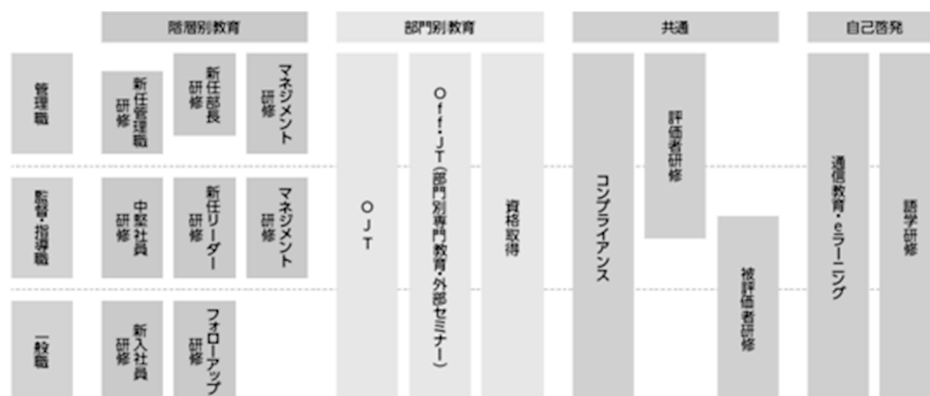 階層別教育
部門別教育
共通
自己啓発
管理職
新任管理職
研修
新任部長
研修
マネジメント
研修
監督・指導職
中堅社員
研修
新任リーダー
研修
マネジメント
研修
一般職
新入社員
研修
フォローアップ
研修
OJT
Off・JT(部門別専門教育・外部セミナー)
資格取得
コンプライアンス
評価者研修
被評価者研修
通信教育・eラーニング
語学研修